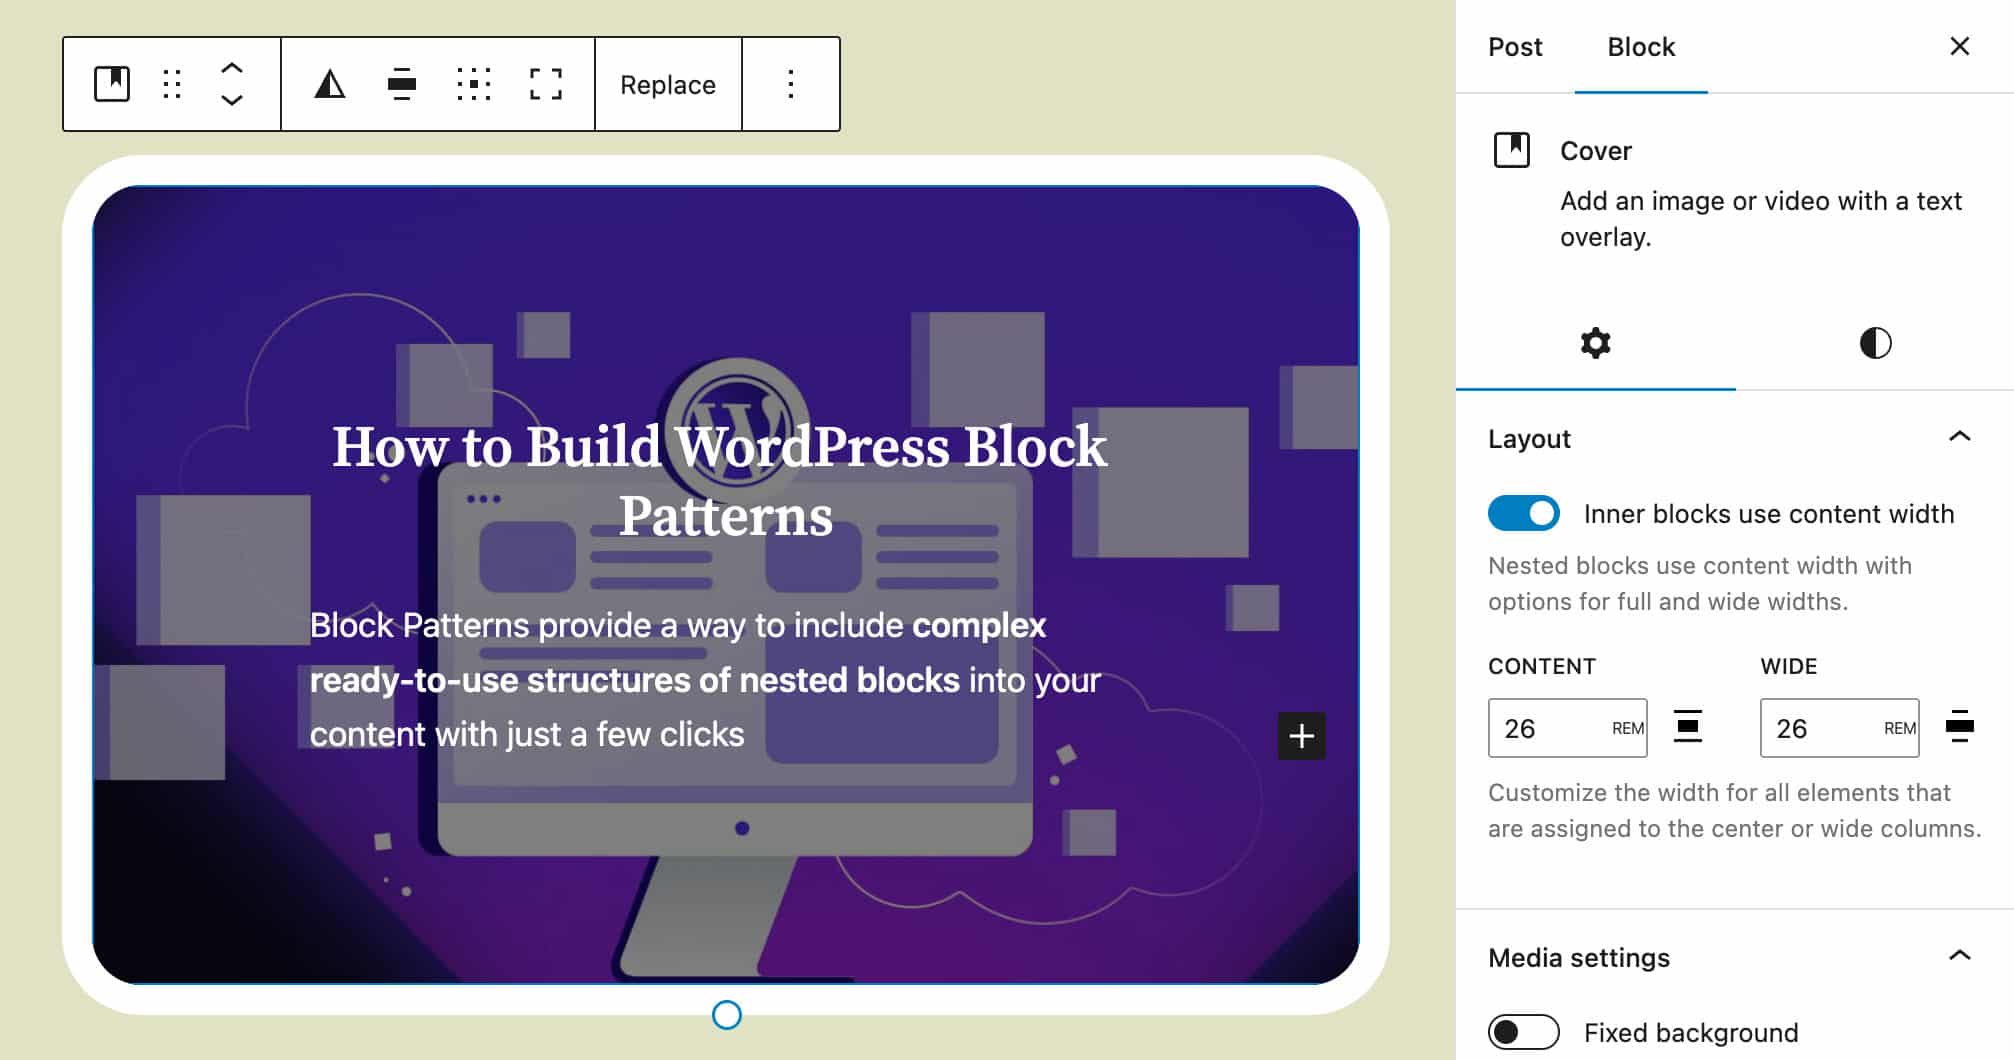 Replace
How to Build WordPress Block
Patterns
Block Patterns provide a way to include complex
ready-to-use structures of nested blocks into your
content with just a few clicks
Post
Block
Cover
Add an image or video with a text
overlay.
Layout
Inner blocks use content width
Nested blocks use content width with
options for full and wide widths.
CONTENT
WIDE
26 REM
26 REM
Customize the width for all elements that
are assigned to the center or wide columns.
Media settings
Fixed background